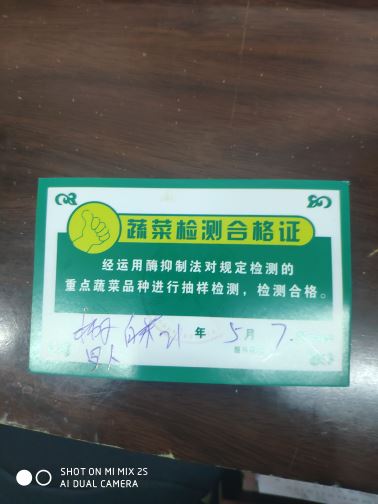 蔬菜检测合格证
经运用酶抑制法对规定检测的
重点蔬菜品种进行抽样检测，检测合格。
21年5月7.
SHOT ON MI MIX 2S
AI DUAL CAMERA